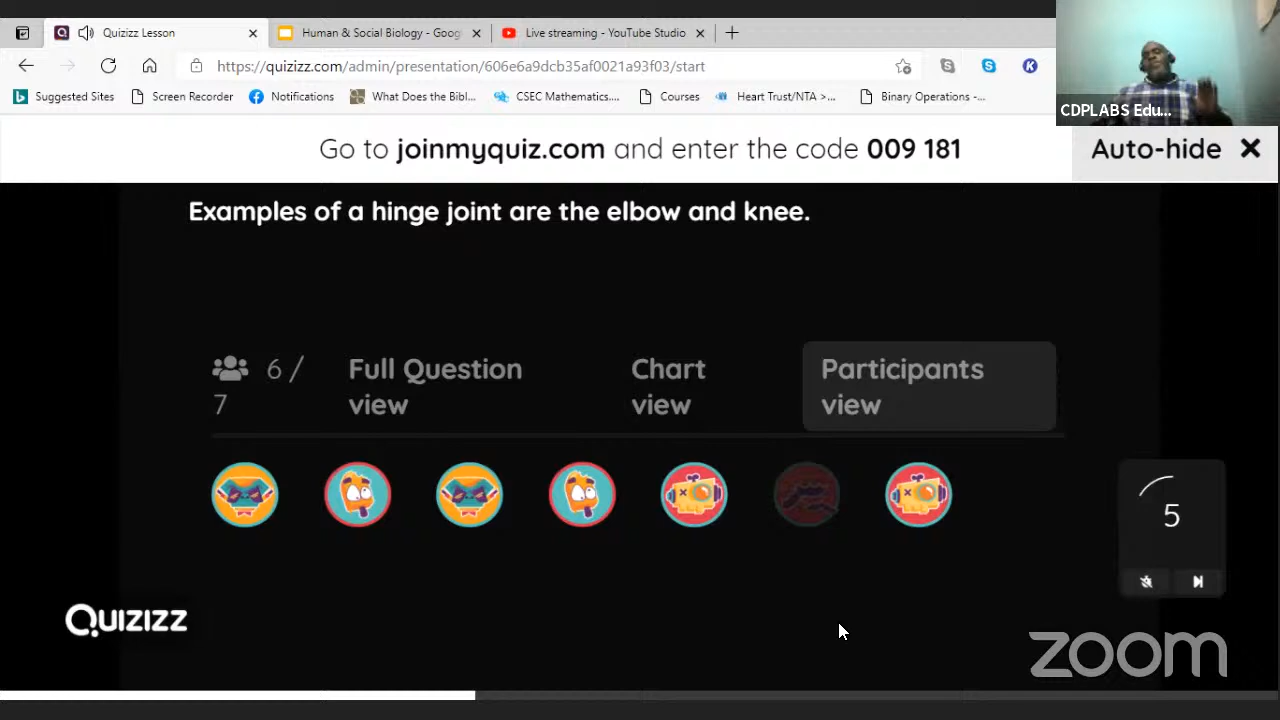 Quizizz Lesson
Human & Social Biology - Goog
Live streaming - YouTube Studio
https://quizizz.com/admin/presentation/606e6a9dcb35af0021a93f03/start
Suggested Sites
Screen Recorder
Notifications
What Does the Bibl...
CSEC Mathematics....
Courses
Heart Trust/NTA >...
Binary Operations -...
CDPLABS Edu...
Go to joinmyquiz.com and enter the code 009 181
Auto-hide
Examples of a hinge joint are the elbow and knee.
6 /
7
Full Question
view
Chart
view
Participants
view
5
Quizizz
zoom